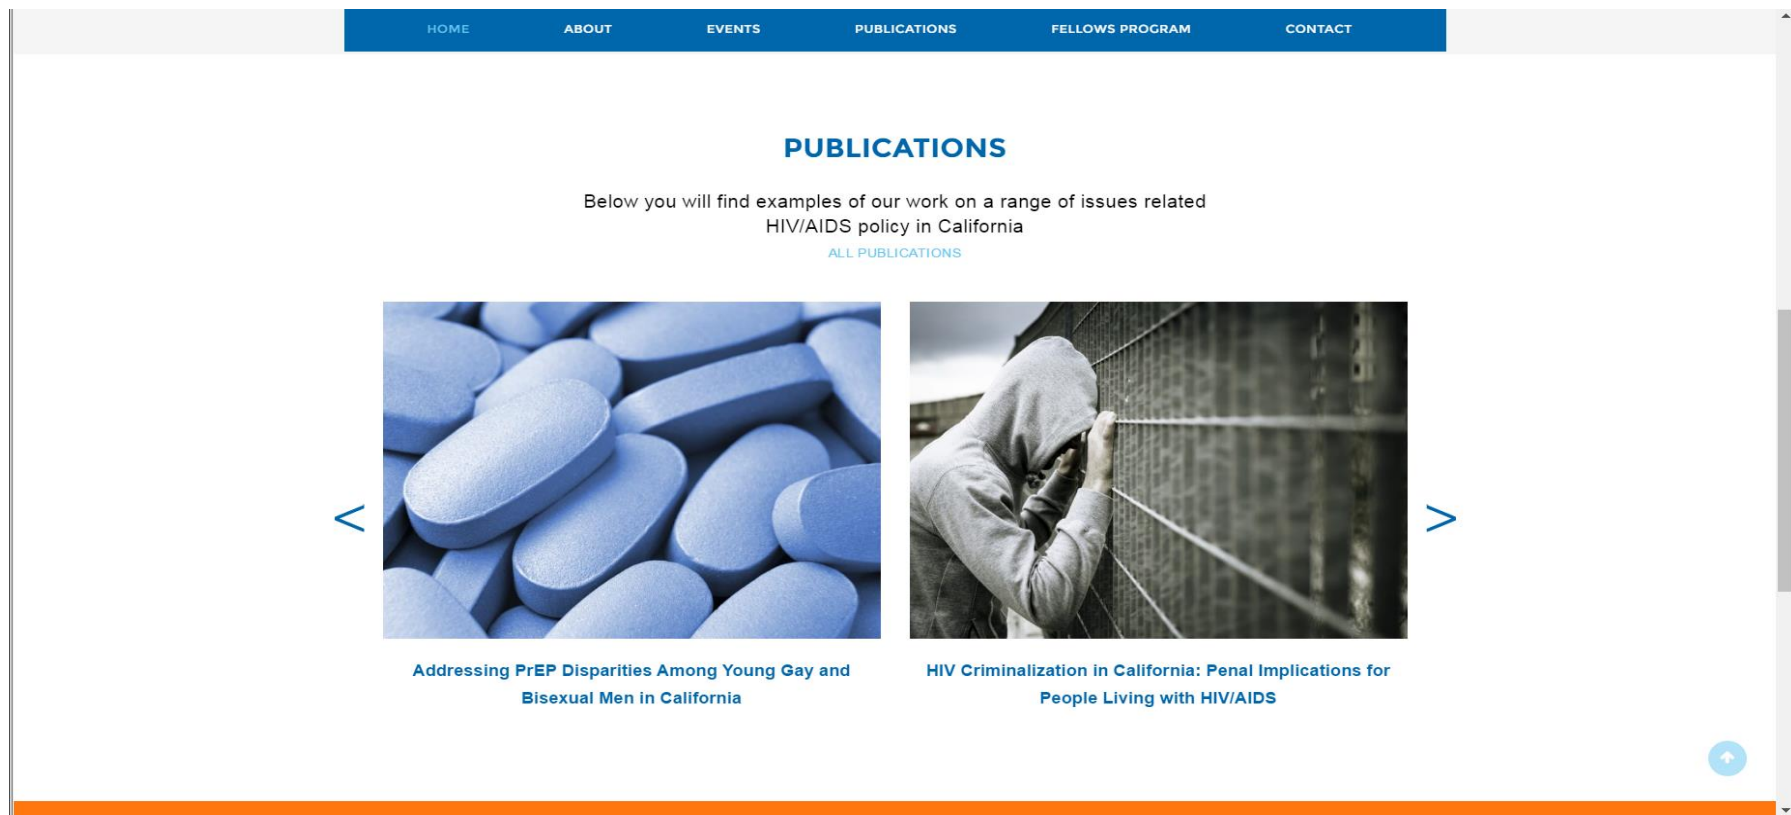 HOME ABOUT EVENTS PUBLICATIONS FELLOWS PROGRAM CONTACT
PUBLICATIONS
Below you will find examples of our work on a range of issues related
HIV/AIDS policy in California
ALL PUBLICATIONS
< >
Addressing PrEP Disparities Among Young Gay and
Bisexual Men in California
HIV Criminalization in California: Penal Implications for
People Living with HIV/AIDS